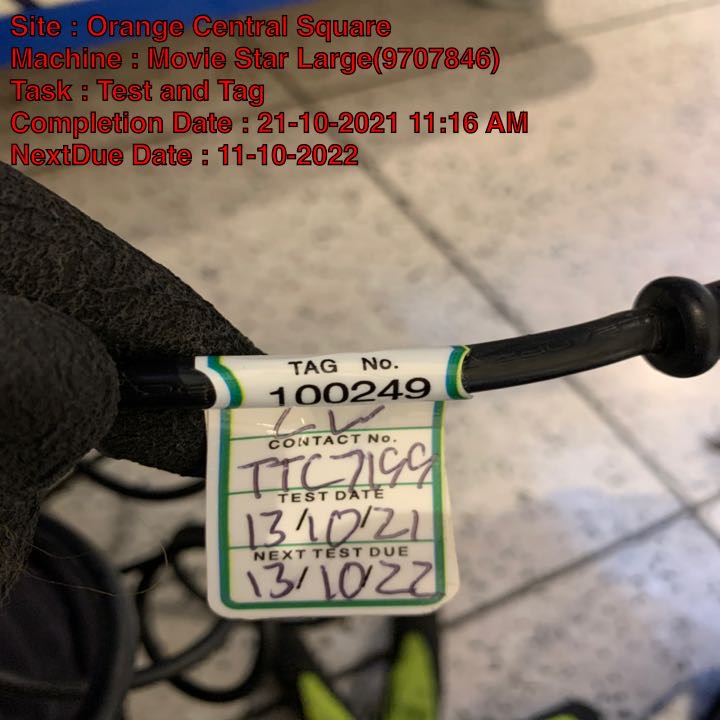 Site : Orange Central Square
Machine : Movie Star Large(9707846)
Task : Test and Tag
Completion Date : 21-10-2021 11:16 AM
NextDue Date : 11-10-2022
TAG No.
100249
CONTACT No.
TTC7199
TEST DATE
13/10/21
NEXT TEST DUE
13/10/22